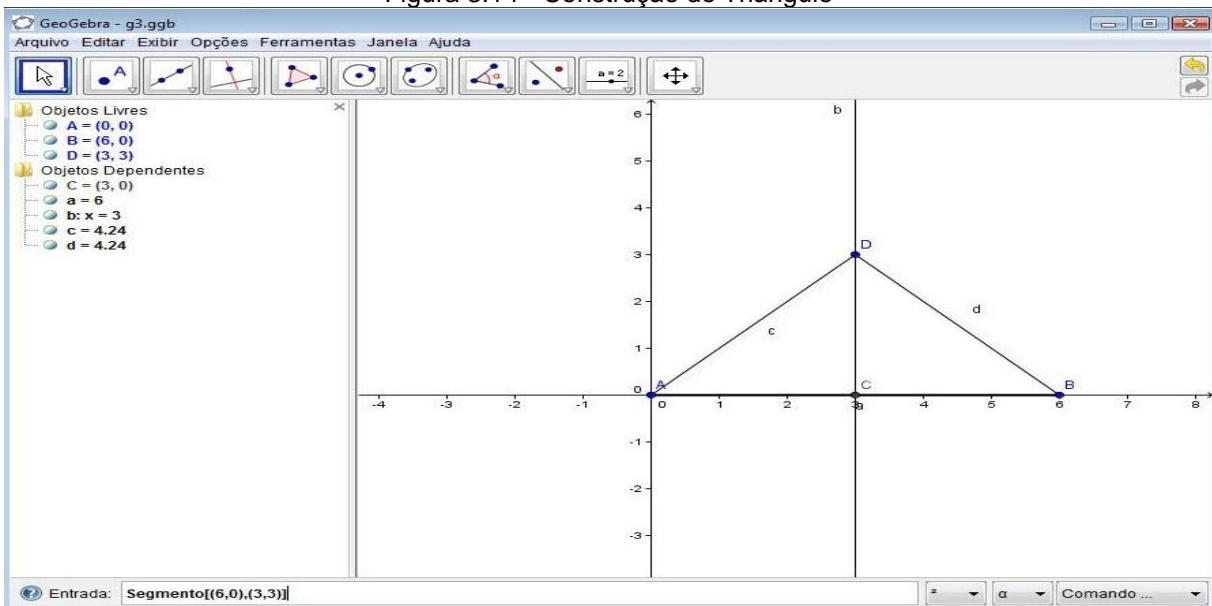 Figura 3.14 - Construção do Triângulo
GeoGebra - g3.ggb
Arquivo Editar Exibir Opções Ferramentas Janela Ajuda
A
α
a = 2
Objetos Livres
A = (0, 0)
B = (6, 0)
D = (3, 3)
Objetos Dependentes
C = (3, 0)
a = 6
b: x = 3
c = 4.24
d = 4.24
b
6
5
4
3
D
2
d
c
1
0
A
C
B
-4 -3 -2 -1 0 1 2 3 a 4 5 6 7 8
-1
-2
-3
Entrada: Segmento[(6,0),(3,3)]
² α Comando ...